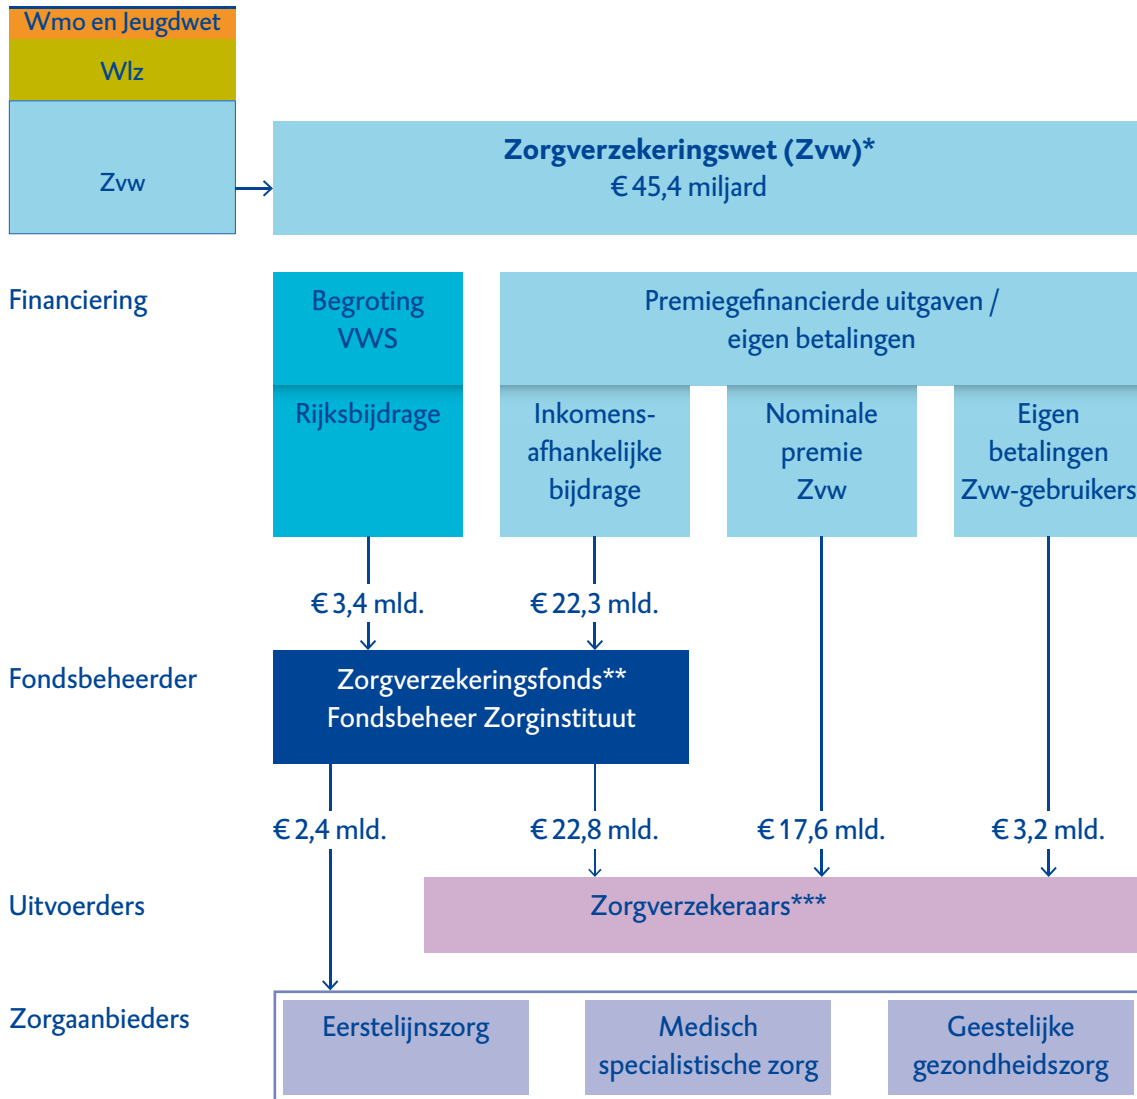 Wmo en Jeugdwet
Wlz
Zvw
Zorgverzekeringswet (Zvw)*
€ 45,4 miljard
Financiering
Begroting
VWS
Premiegefinancierde uitgaven /
eigen betalingen
Rijksbijdrage
Inkomens-
afhankelijke
bijdrage
Nominale
premie
Zvw
Eigen
betalingen
Zvw-gebruikers
€ 3,4 mld.
€ 22,3 mld.
Fondsbeheerder
Zorgverzekeringsfonds**
Fondsbeheer Zorginstituut
€ 2,4 mld.
€ 22,8 mld.
€ 17,6 mld.
€ 3,2 mld.
Uitvoerders
Zorgverzekeraars***
Zorgaanbieders
Eerstelijnszorg
Medisch
specialistische zorg
Geestelijke
gezondheidszorg